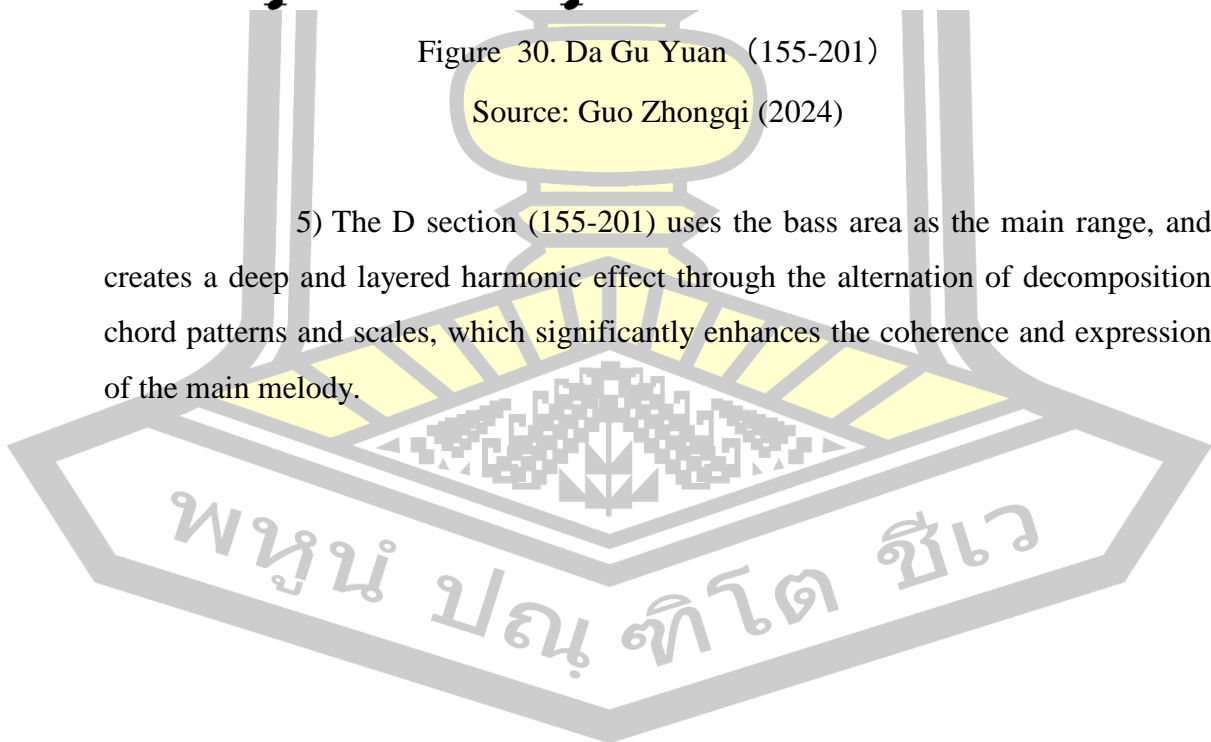 Figure  30. Da Gu Yuan（155-201）
Source: Guo Zhongqi (2024)
5) The D section (155-201) uses the bass area as the main range, and
creates a deep and layered harmonic effect through the alternation of decomposition
chord patterns and scales, which significantly enhances the coherence and expression
of the main melody.
พหูนํ ปณฺฑิโต ชีเว